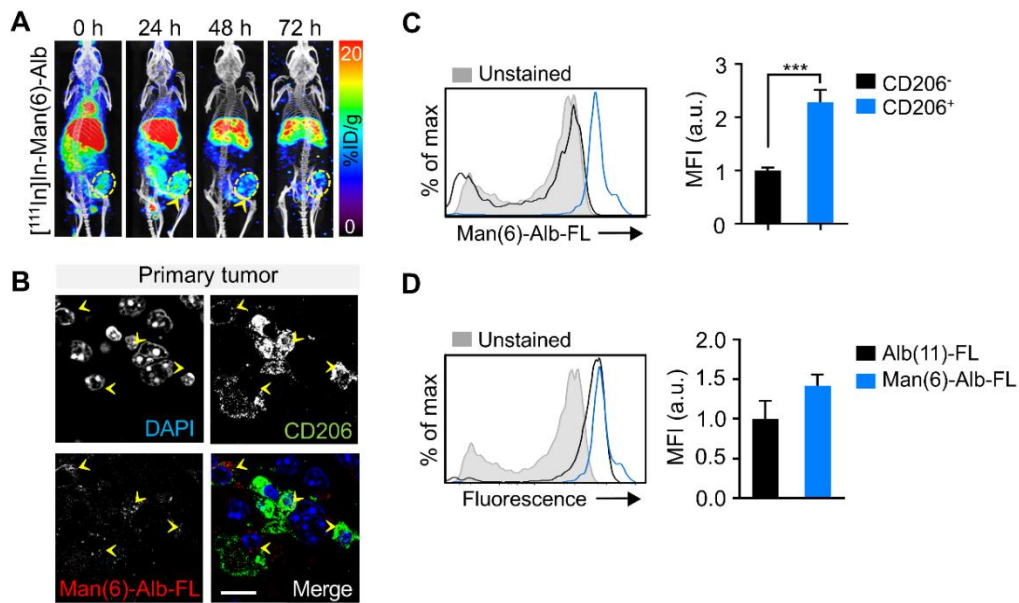 A
0 h 24 h 48 h 72 h
[¹¹¹In]In-Man(6)-Alb
20
%ID/g
0
B
Primary tumor
DAPI
CD206
Man(6)-Alb-FL
Merge
C
Unstained
% of max
Man(6)-Alb-FL
MFI (a.u.)
3
2
1
0
***
CD206⁻
CD206⁺
D
Unstained
% of max
Fluorescence
MFI (a.u.)
2.0
1.5
1.0
0.5
0.0
Alb(11)-FL
Man(6)-Alb-FL